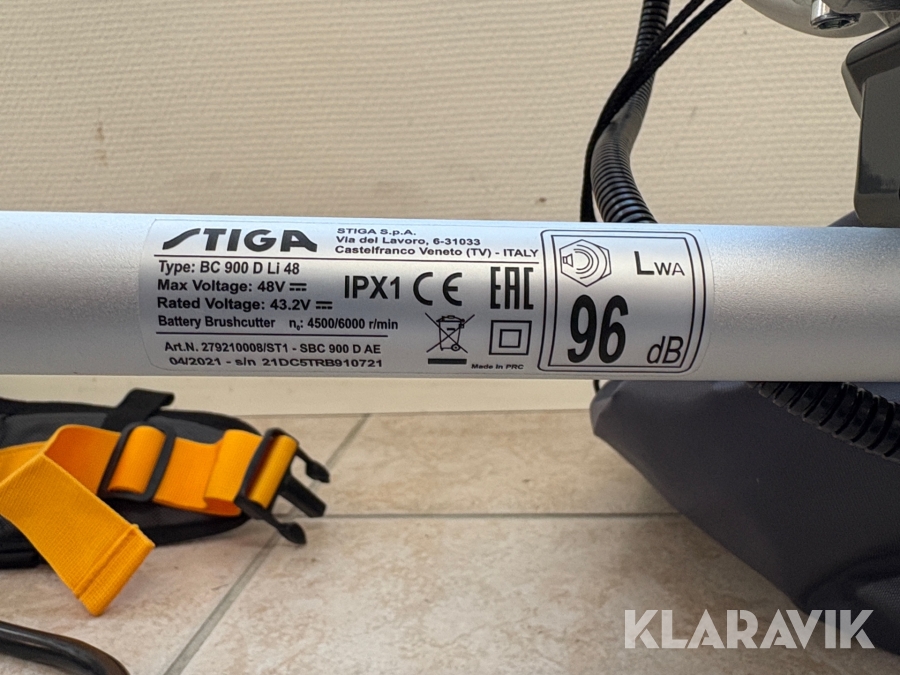 STIGA
STIGA S.p.A.
Via del Lavoro, 6-31033
Castelfranco Veneto (TV) - ITALY
Type: BC 900 D Li 48
Max Voltage: 48V
Rated Voltage: 43.2V
Battery Brushcutter n₀: 4500/6000 r/min
Art.N. 279210008/ST1 - SBC 900 D AE
04/2021 - s/n 21DC5TRB910721
IPX1 CE EAC
Made in PRC
LWA
96 dB
KLARAVIK